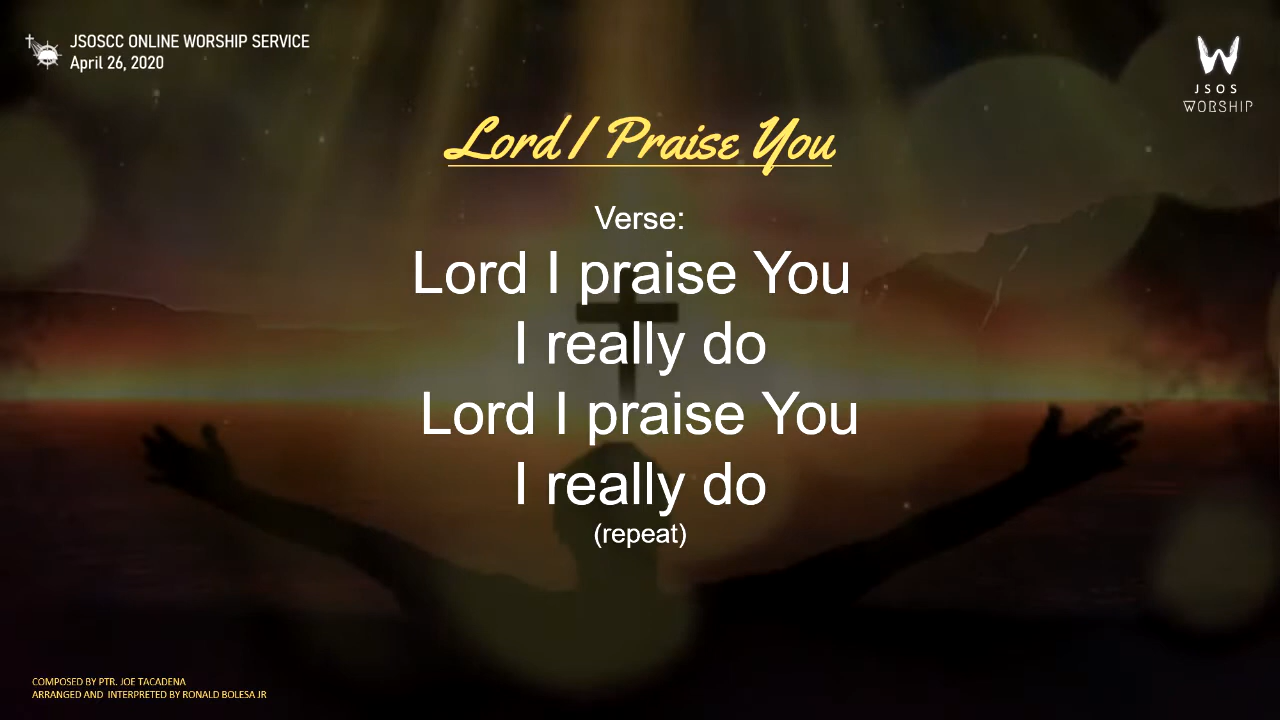 JSOSCC ONLINE WORSHIP SERVICE
April 26, 2020
JSOS
WORSHIP
Lord I Praise You
Verse:
Lord I praise You
I really do
Lord I praise You
I really do
(repeat)
COMPOSED BY PTR. JOE TACADENA
ARRANGED AND INTERPRETED BY RONALD BOLESA JR